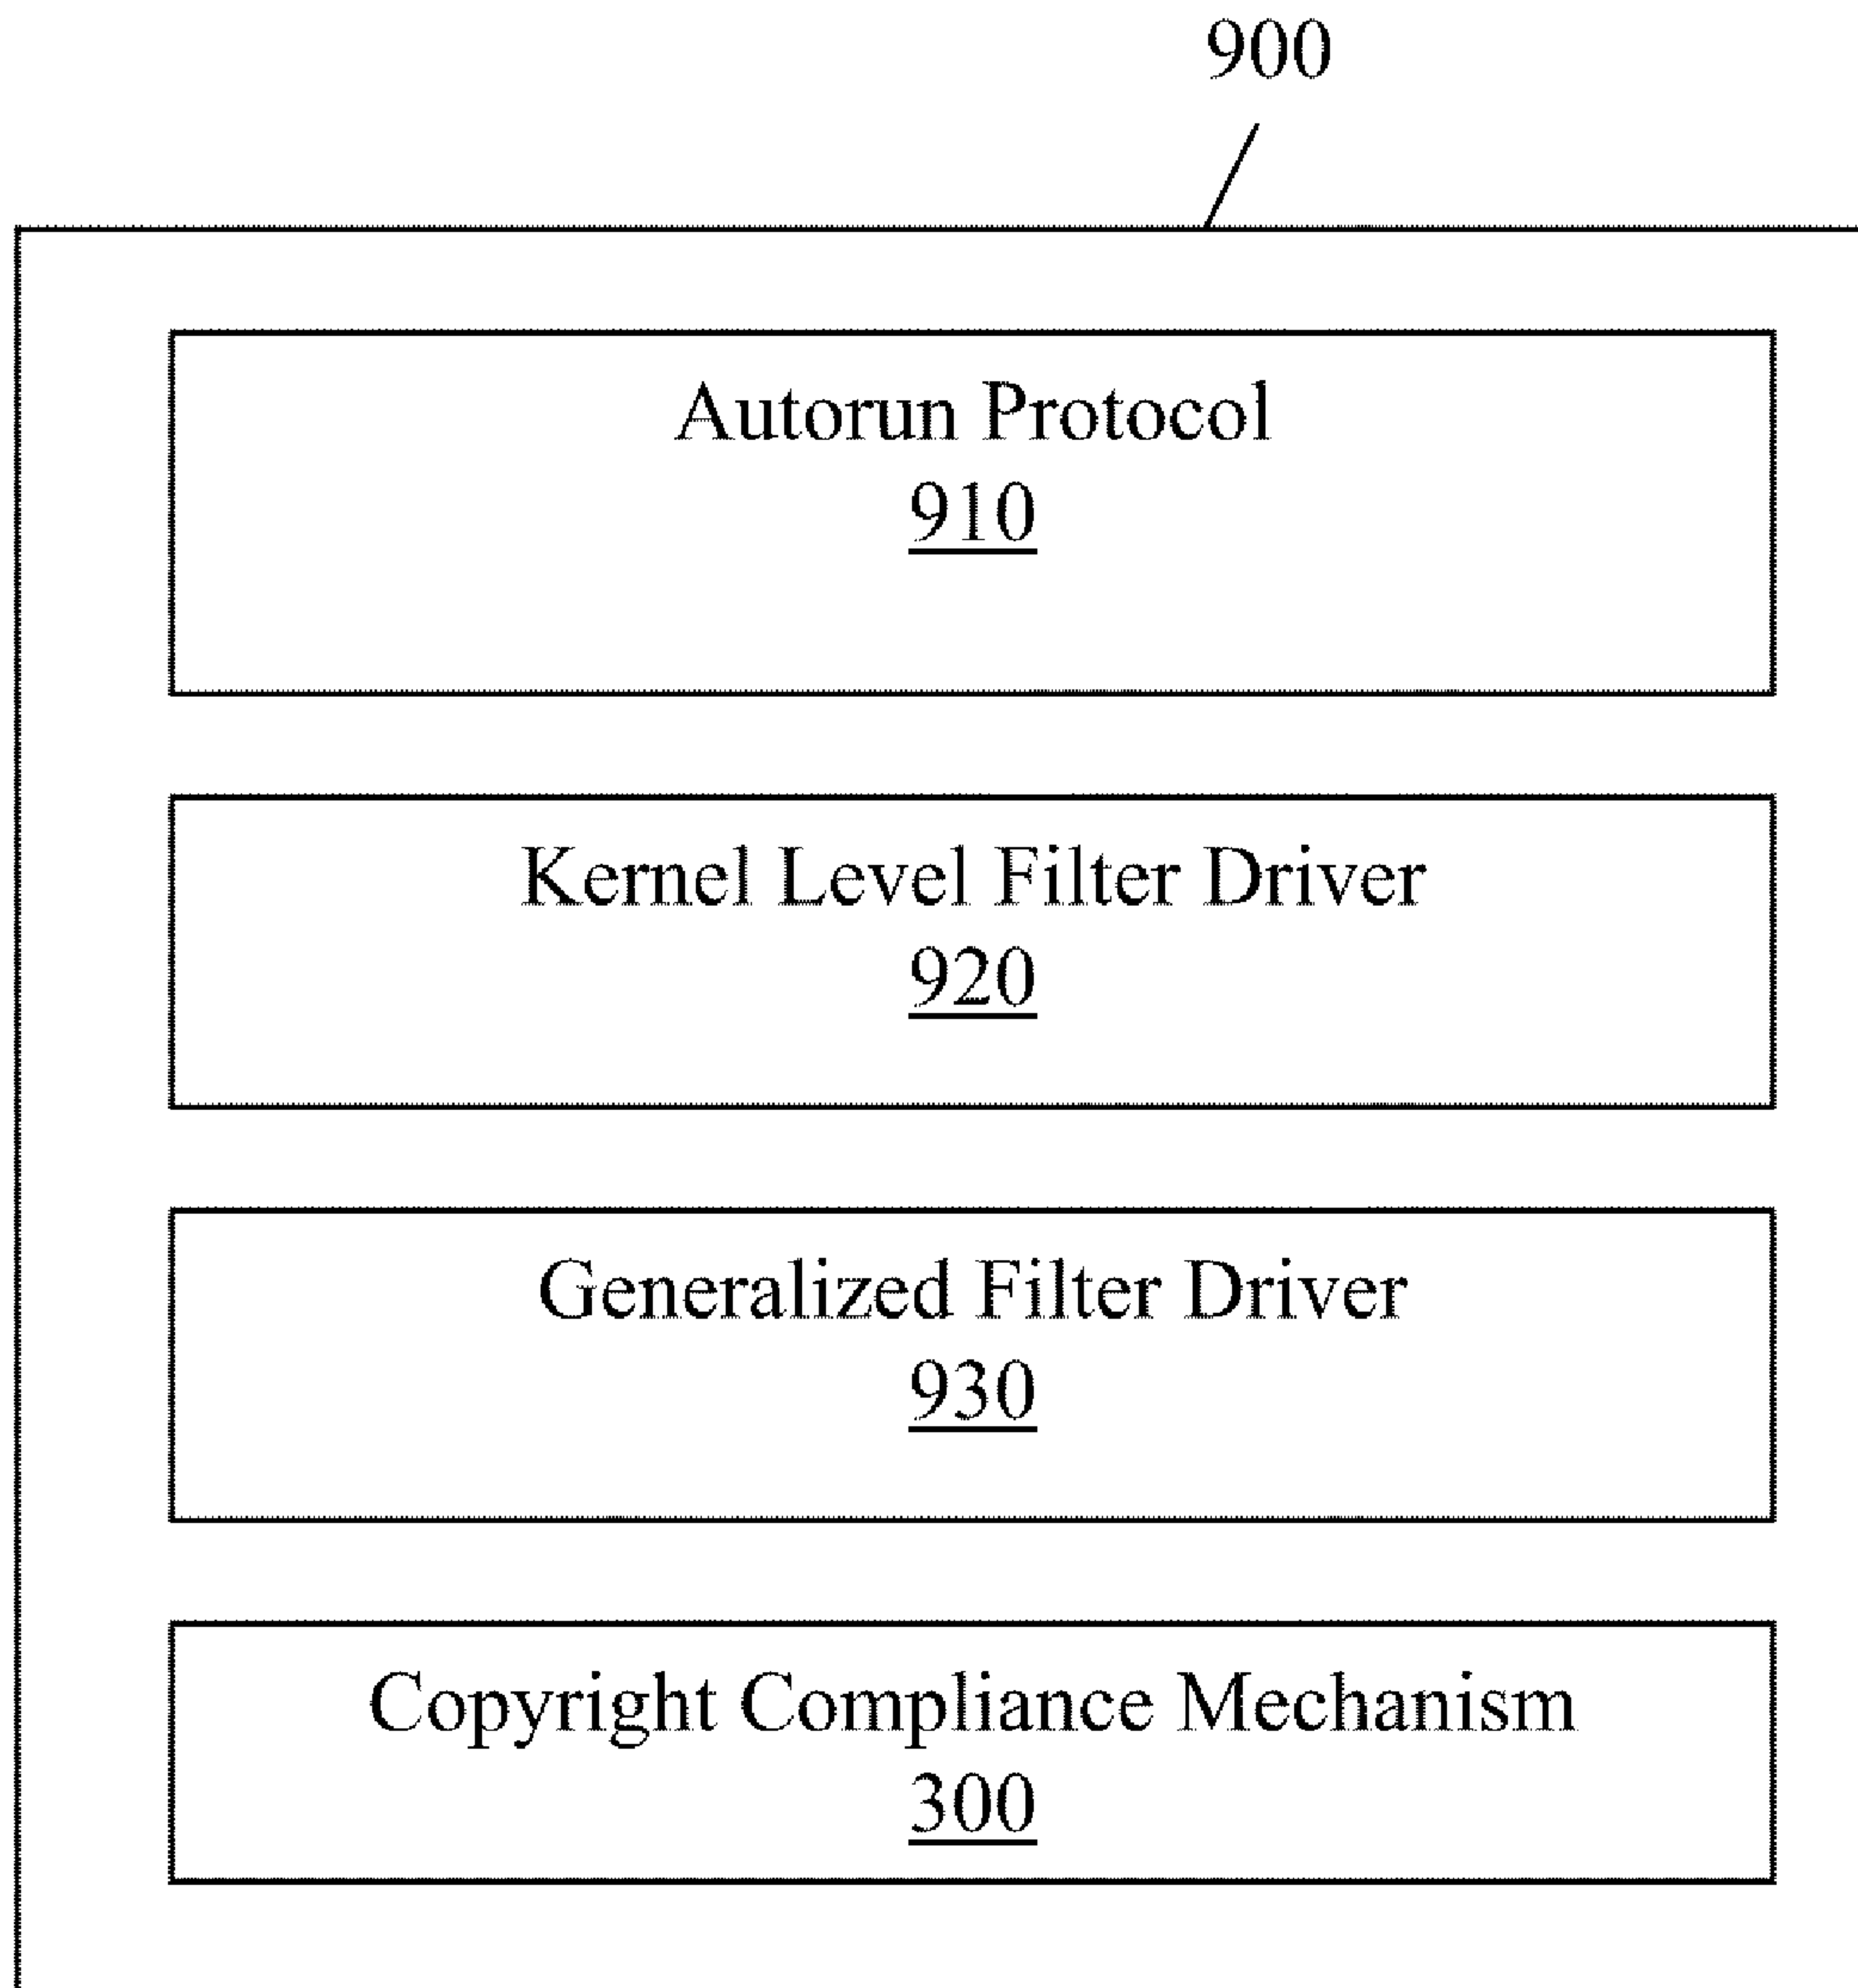 900
Autorun Protocol
910
Kernel Level Filter Driver
920
Generalized Filter Driver
930
Copyright Compliance Mechanism
300